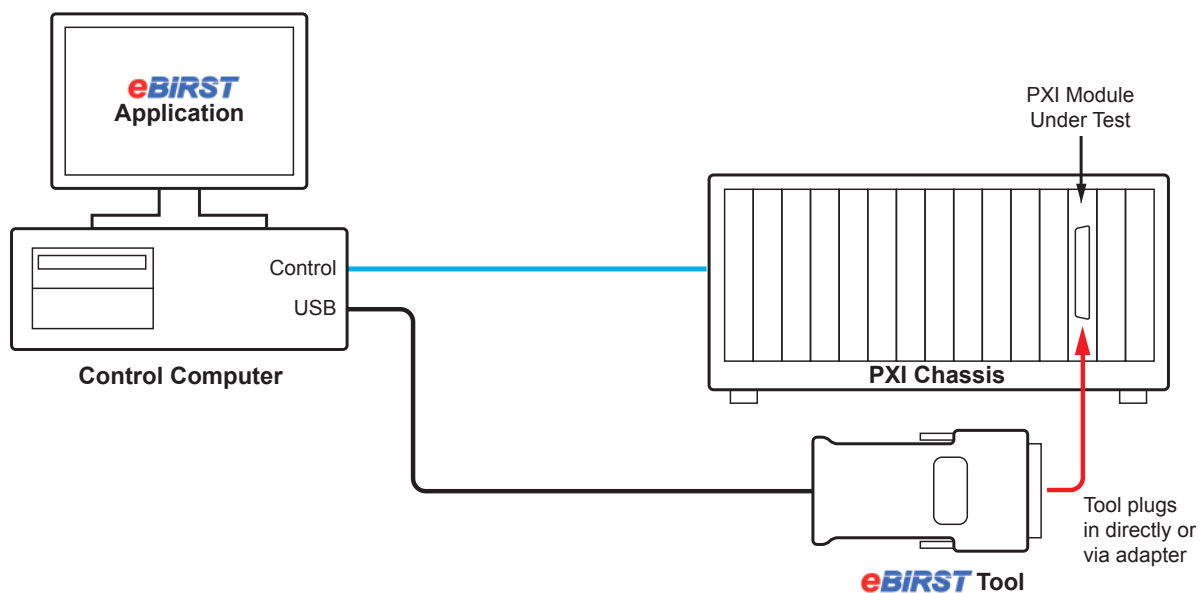 eBIRST
Application
PXI Module
Under Test
Control
USB
Control Computer
PXI Chassis
Tool plugs
in directly or
via adapter
eBIRST Tool